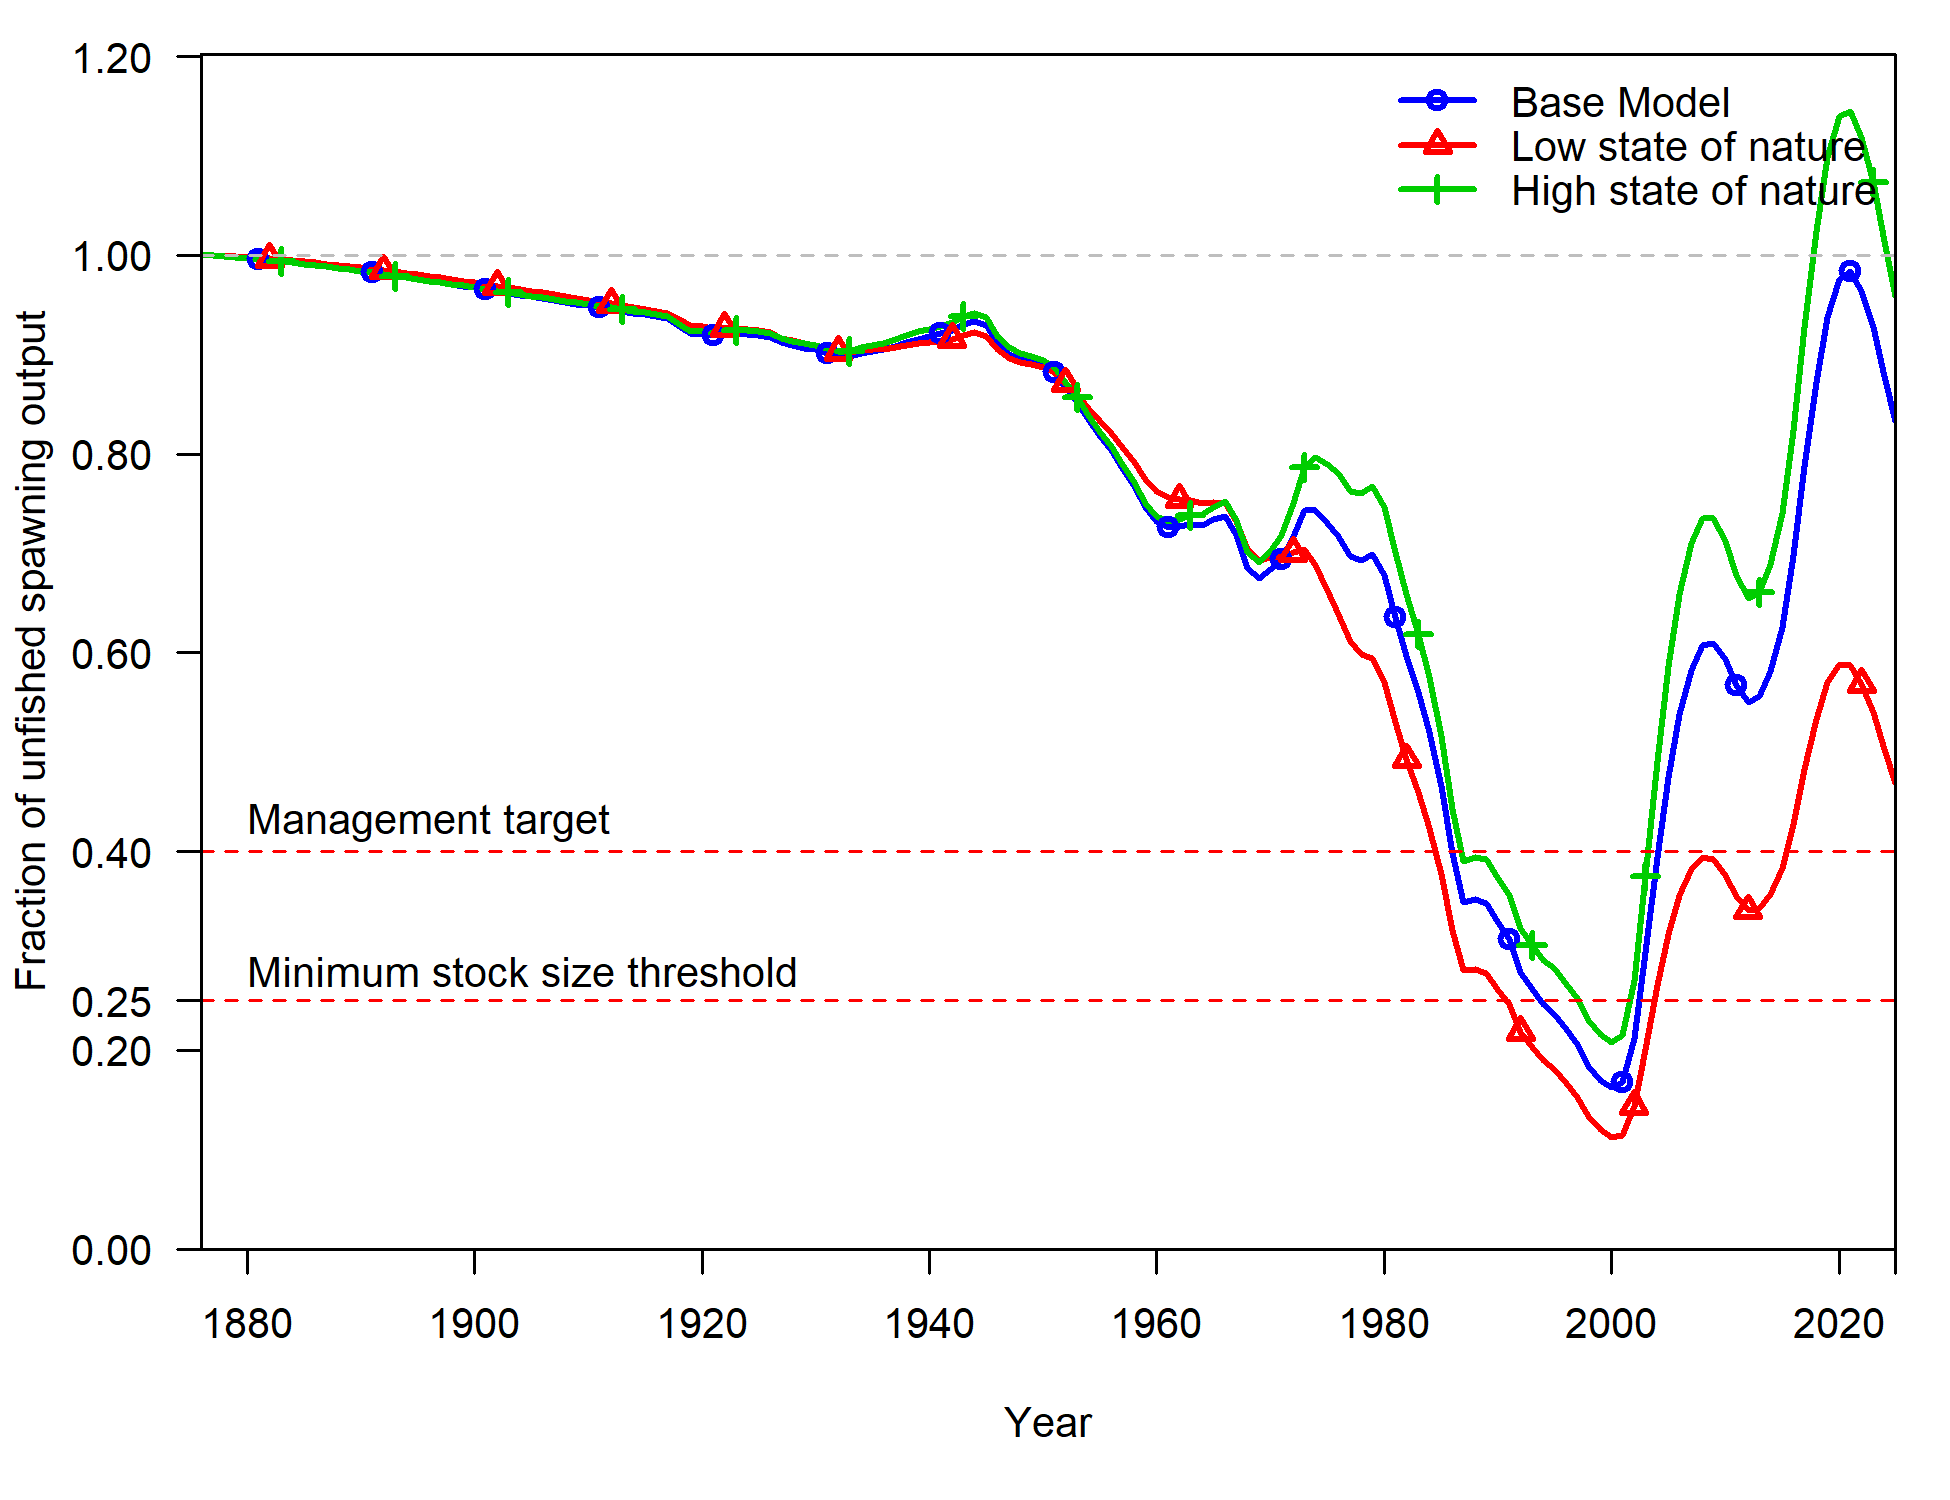 1.20
1.00
0.80
0.60
0.40
0.25
0.20
0.00
Fraction of unfished spawning output
Base Model
Low state of nature
High state of nature
Management target
Minimum stock size threshold
1880 1900 1920 1940 1960 1980 2000 2020
Year